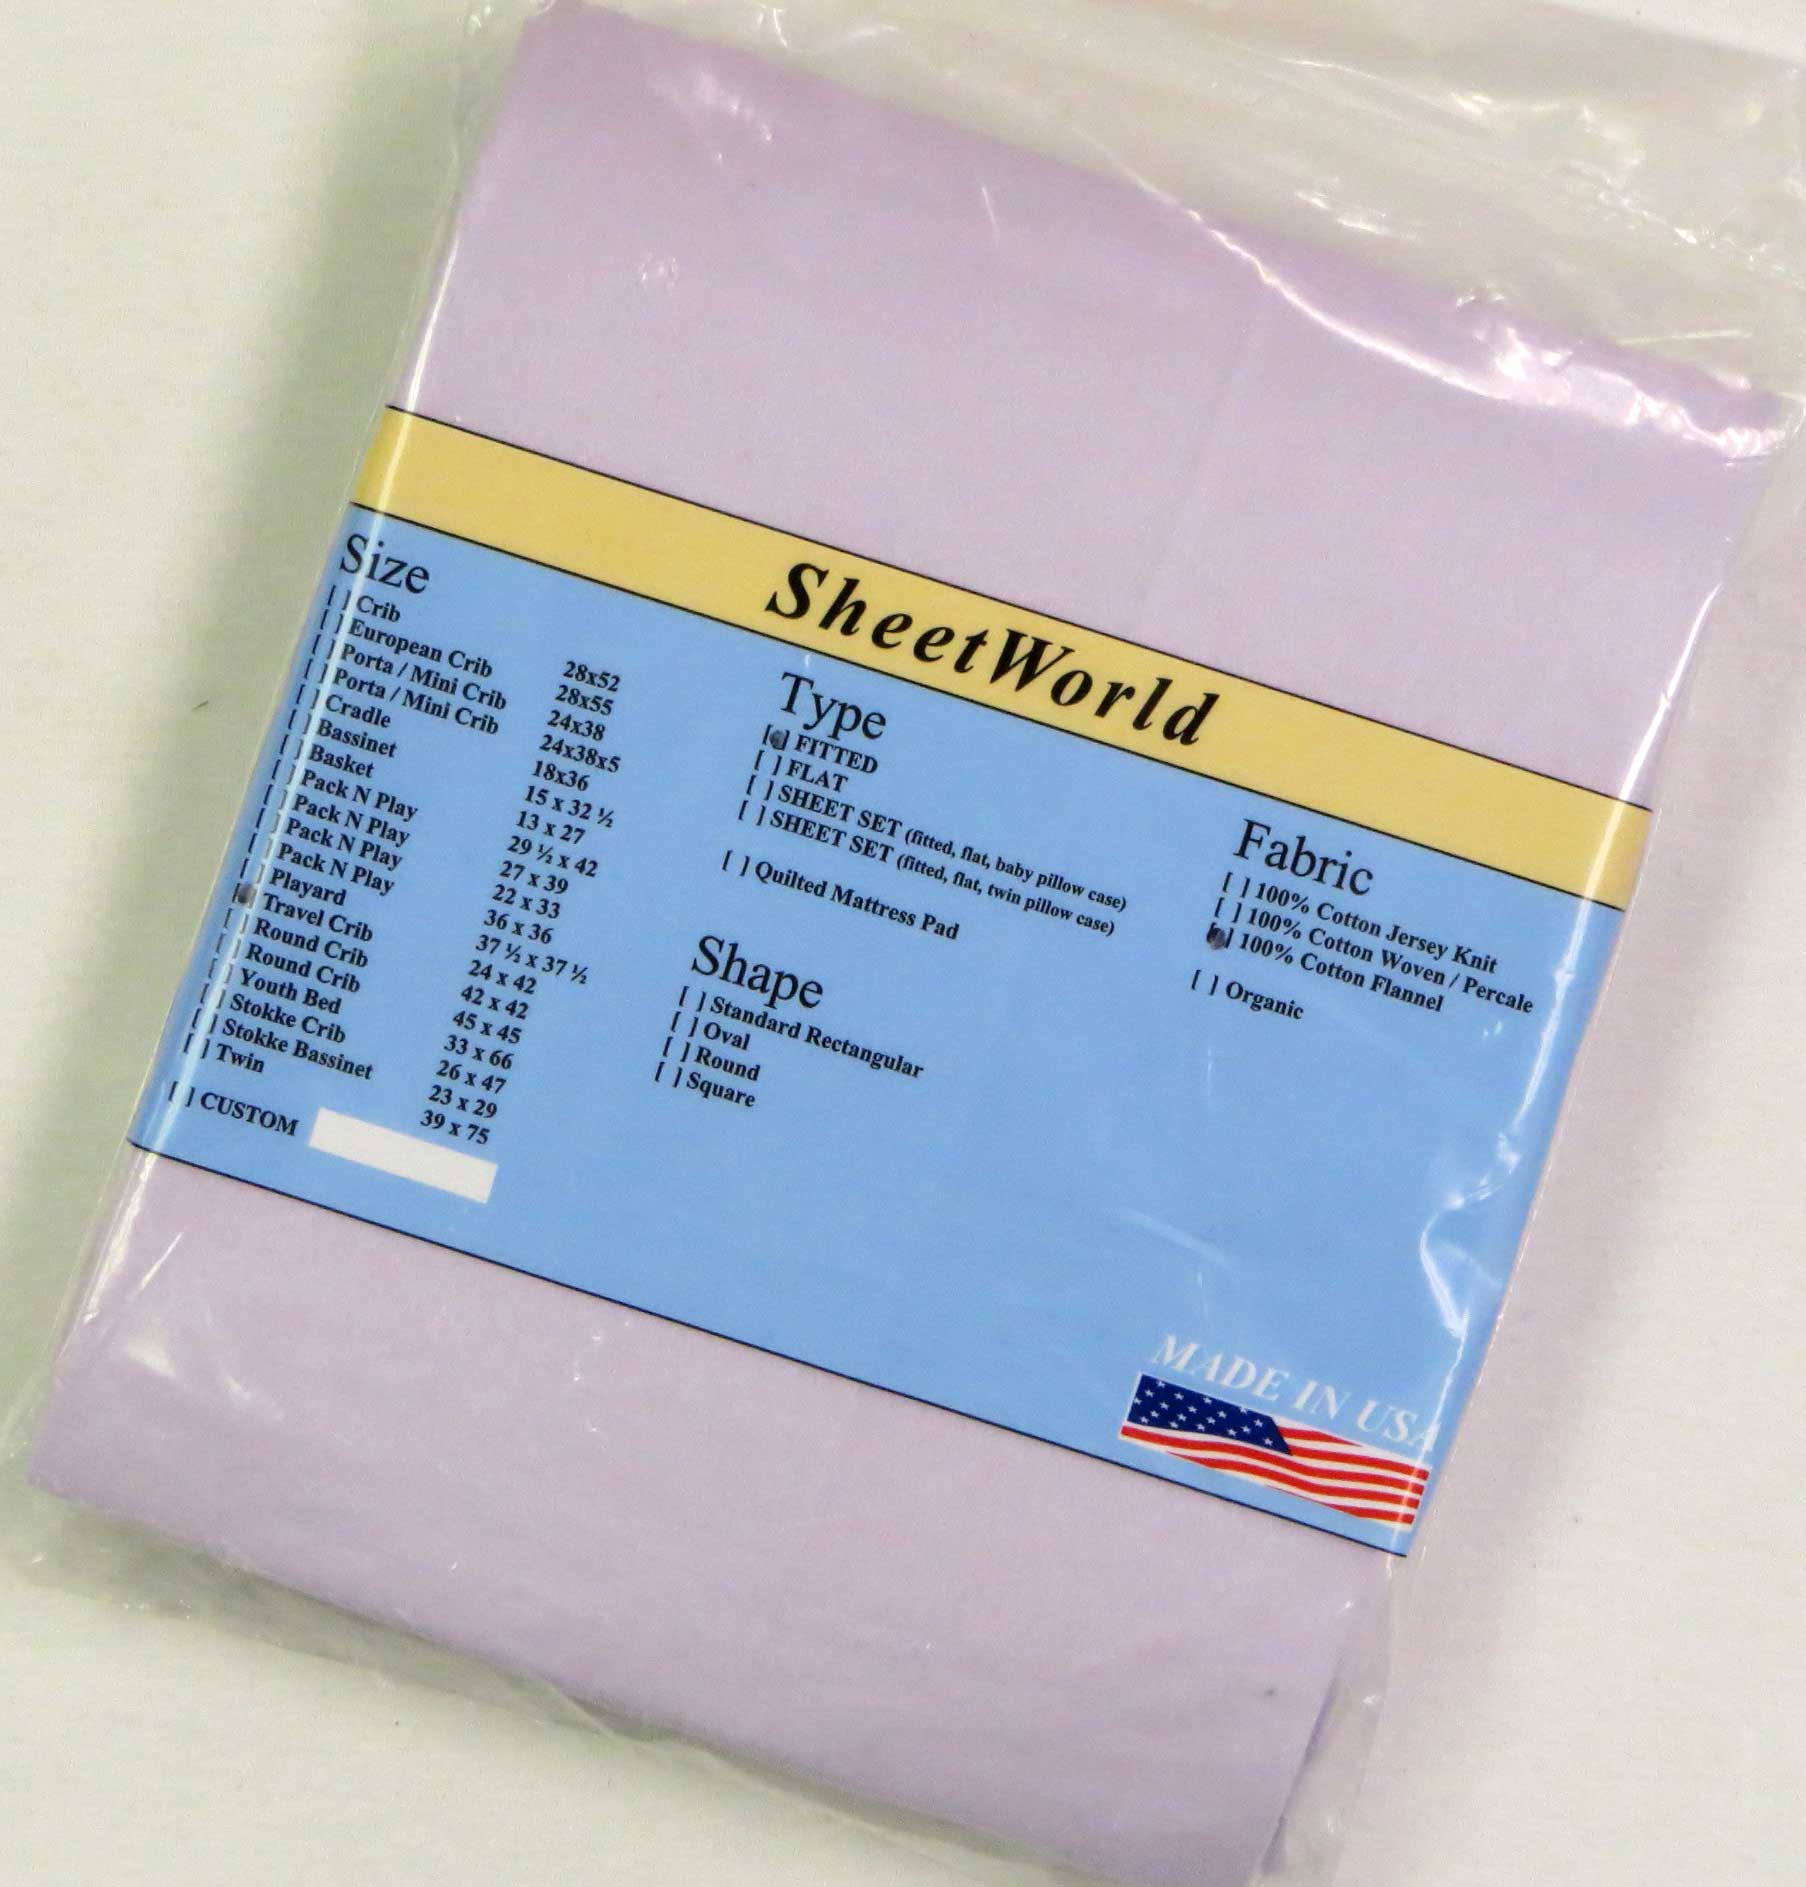 SheetWorld
Size
[ ] Crib 28x52
[ ] European Crib 28x55
[ ] Porta / Mini Crib 24x38
[ ] Porta / Mini Crib 24x38x5
[ ] Cradle 18x36
[ ] Bassinet 15 x 32 ½
[ ] Basket 13 x 27
[ ] Pack N Play 29 ½ x 42
[ ] Pack N Play 27 x 39
[ ] Pack N Play 22 x 33
[ ] Pack N Play 36 x 36
[ ] Playard 37 ½ x 37 ½
[●] Travel Crib 24 x 42
[ ] Round Crib 42 x 42
[ ] Round Crib 45 x 45
[ ] Youth Bed 33 x 66
[ ] Stokke Crib 26 x 47
[ ] Stokke Bassinet 23 x 29
[ ] Twin 39 x 75
[ ] CUSTOM
Type
[●] FITTED
[ ] FLAT
[ ] SHEET SET (fitted, flat, baby pillow case)
[ ] SHEET SET (fitted, flat, twin pillow case)
[ ] Quilted Mattress Pad
Shape
[ ] Standard Rectangular
[ ] Oval
[ ] Round
[ ] Square
Fabric
[ ] 100% Cotton Jersey Knit
[ ] 100% Cotton Woven / Percale
[●] 100% Cotton Flannel
[ ] Organic
MADE IN USA